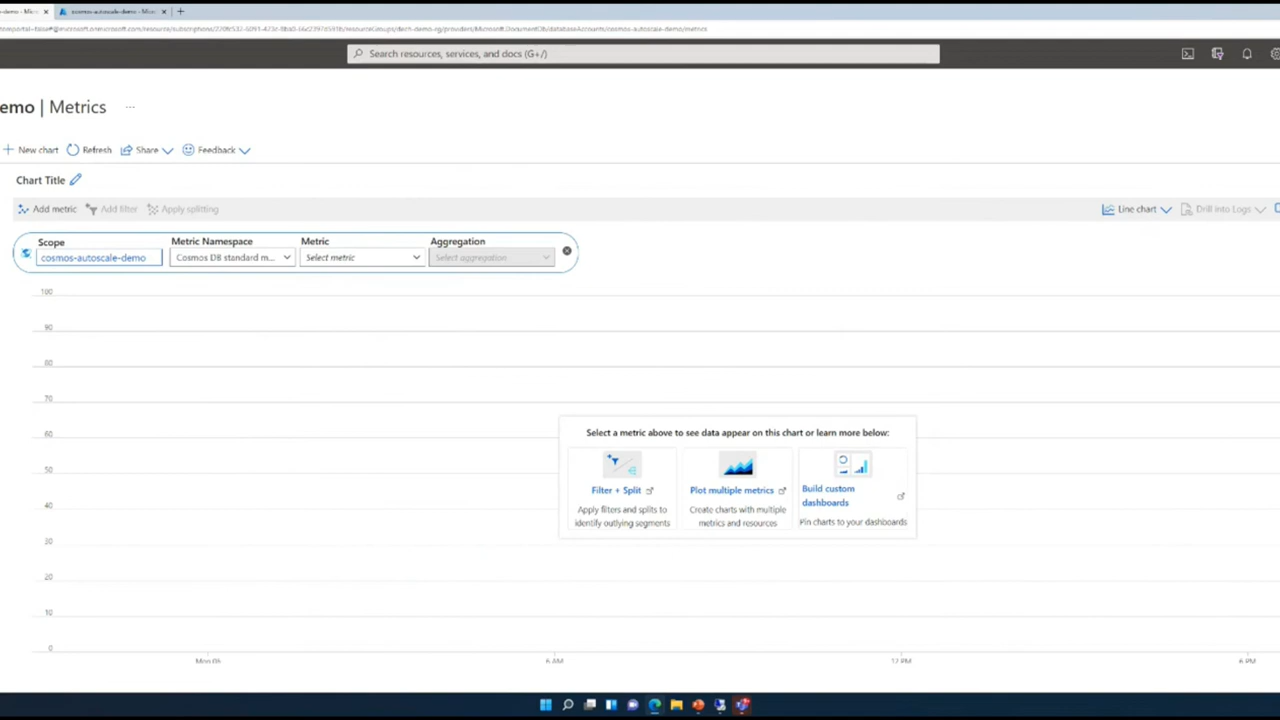 cosmos-autoscale-demo - Micros
Search resources, services, and docs (G+/)
emo | Metrics ...
New chart Refresh Share Feedback
Chart Title
Add metric Add filter Apply splitting Line chart Drill into Logs
Scope Metric Namespace Metric Aggregation
cosmos-autoscale-demo Cosmos DB standard m... Select metric Select aggregation
100
90
80
70
60
50
40
30
20
10
0
Select a metric above to see data appear on this chart or learn more below:
Filter + Split
Apply filters and splits to
identify outlying segments
Plot multiple metrics
Create charts with multiple
metrics and resources
Build custom
dashboards
Pin charts to your dashboards
Mon 06 6 AM 12 PM 6 PM